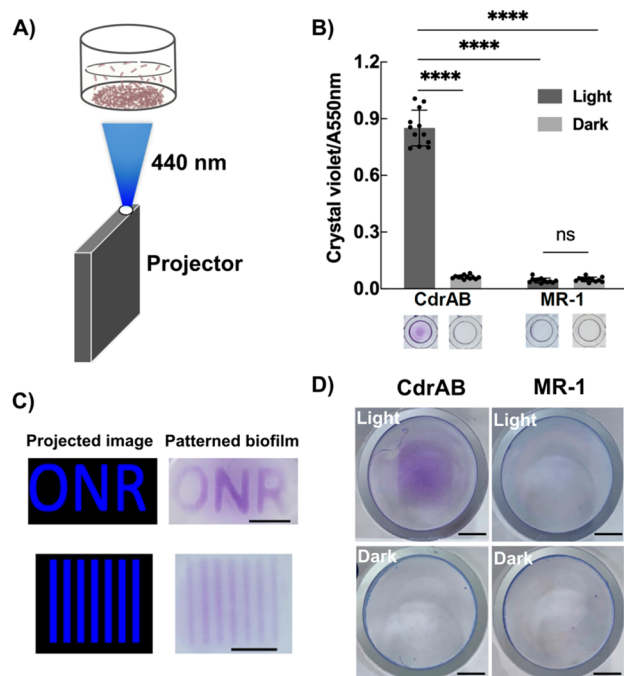 A)
440 nm
Projector
B)
****
****
****
ns
Light
Dark
Crystal violet/A550nm
1.2
0.9
0.6
0.3
0.0
CdrAB
MR-1
C)
Projected image
Patterned biofilm
ONR
ONR
D)
CdrAB
MR-1
Light
Light
Dark
Dark